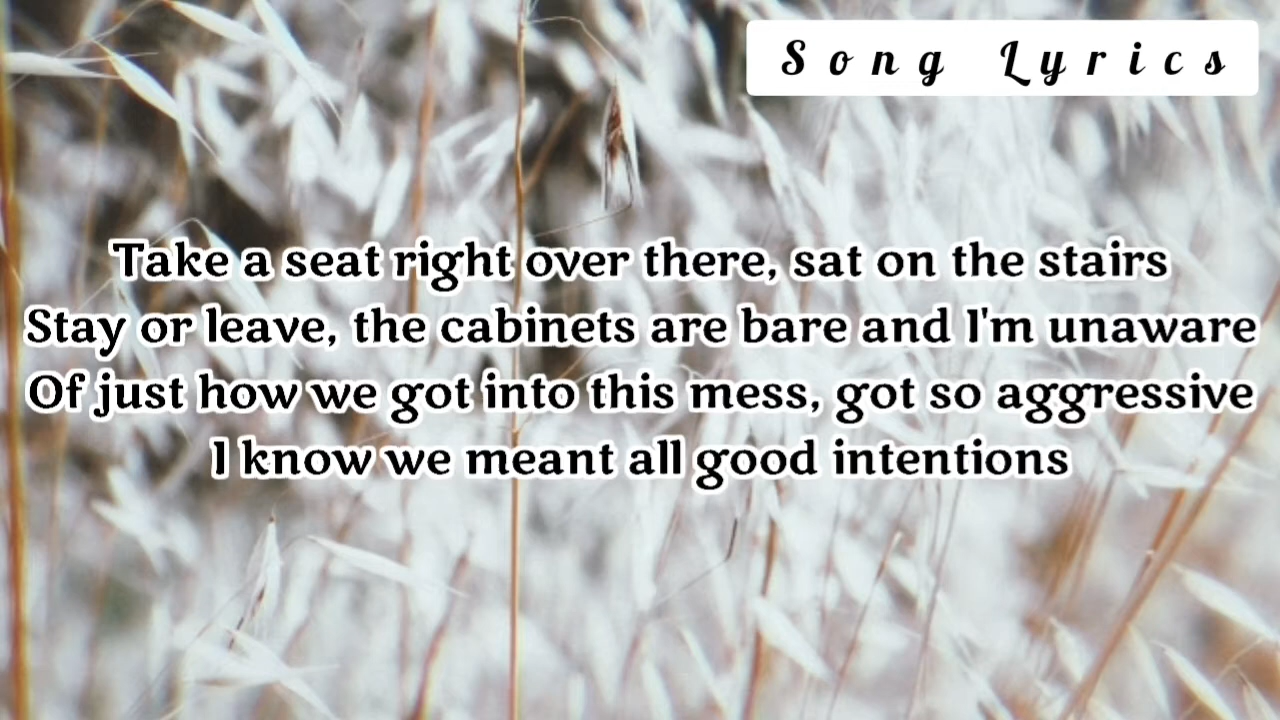 Song Lyrics
Take a seat right over there, sat on the stairs
Stay or leave, the cabinets are bare and I'm unaware
Of just how we got into this mess, got so aggressive
I know we meant all good intentions